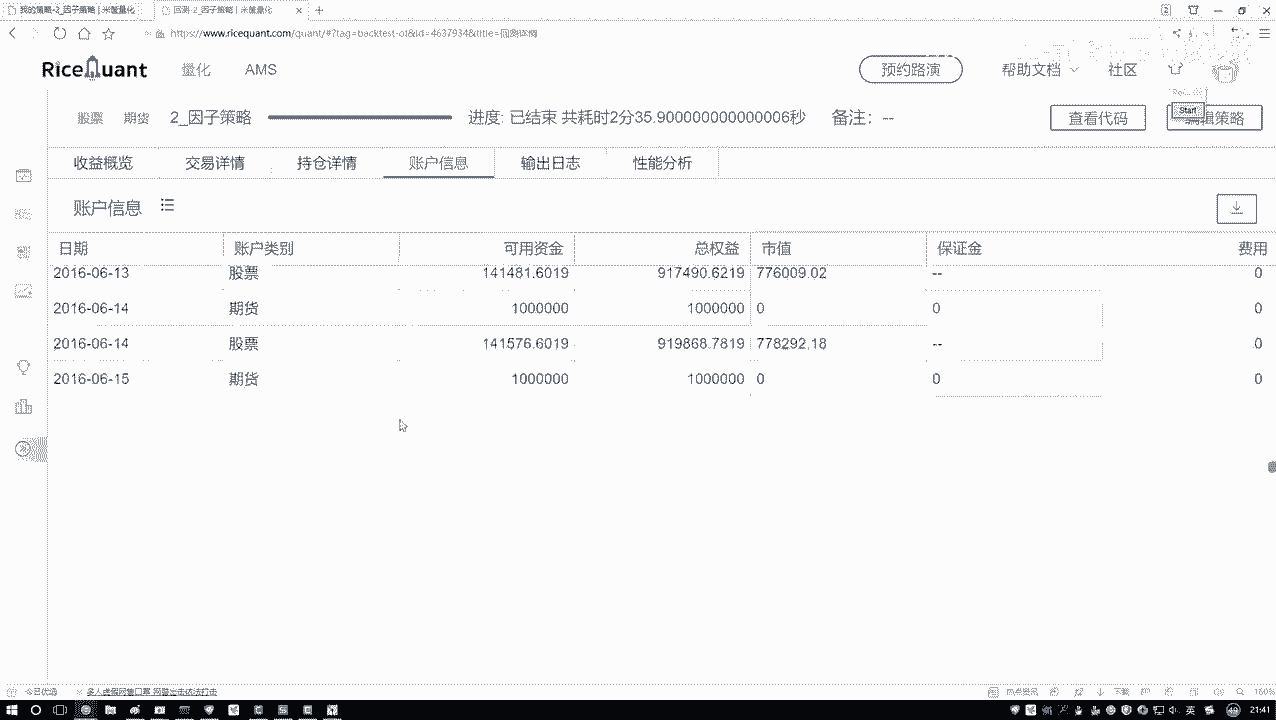 我的策略-2_因子策略 | 米筐量化 回测-2_因子策略 | 米筐量化
https://www.ricequant.com/quant/#?tag=backtest-ot&id=4637934&title=回测详情
RiceQuant 量化 AMS 预约路演 帮助文档 社区
股票 期货 2_因子策略 进度: 已结束 共耗时2分35.900000000000006秒 备注: -- 查看代码 策略
Start
收益概览 交易详情 持仓详情 账户信息 输出日志 性能分析
账户信息
日期 账户类别 可用资金 总权益 市值 保证金 费用
2016-06-13 股票 141481.6019 917490.6219 776009.02 -- 0
2016-06-14 期货 1000000 1000000 0 0 0
2016-06-14 股票 141576.6019 919868.7819 778292.18 -- 0
2016-06-15 期货 1000000 1000000 0 0 0
今日优选 下载 160%
英 21:41